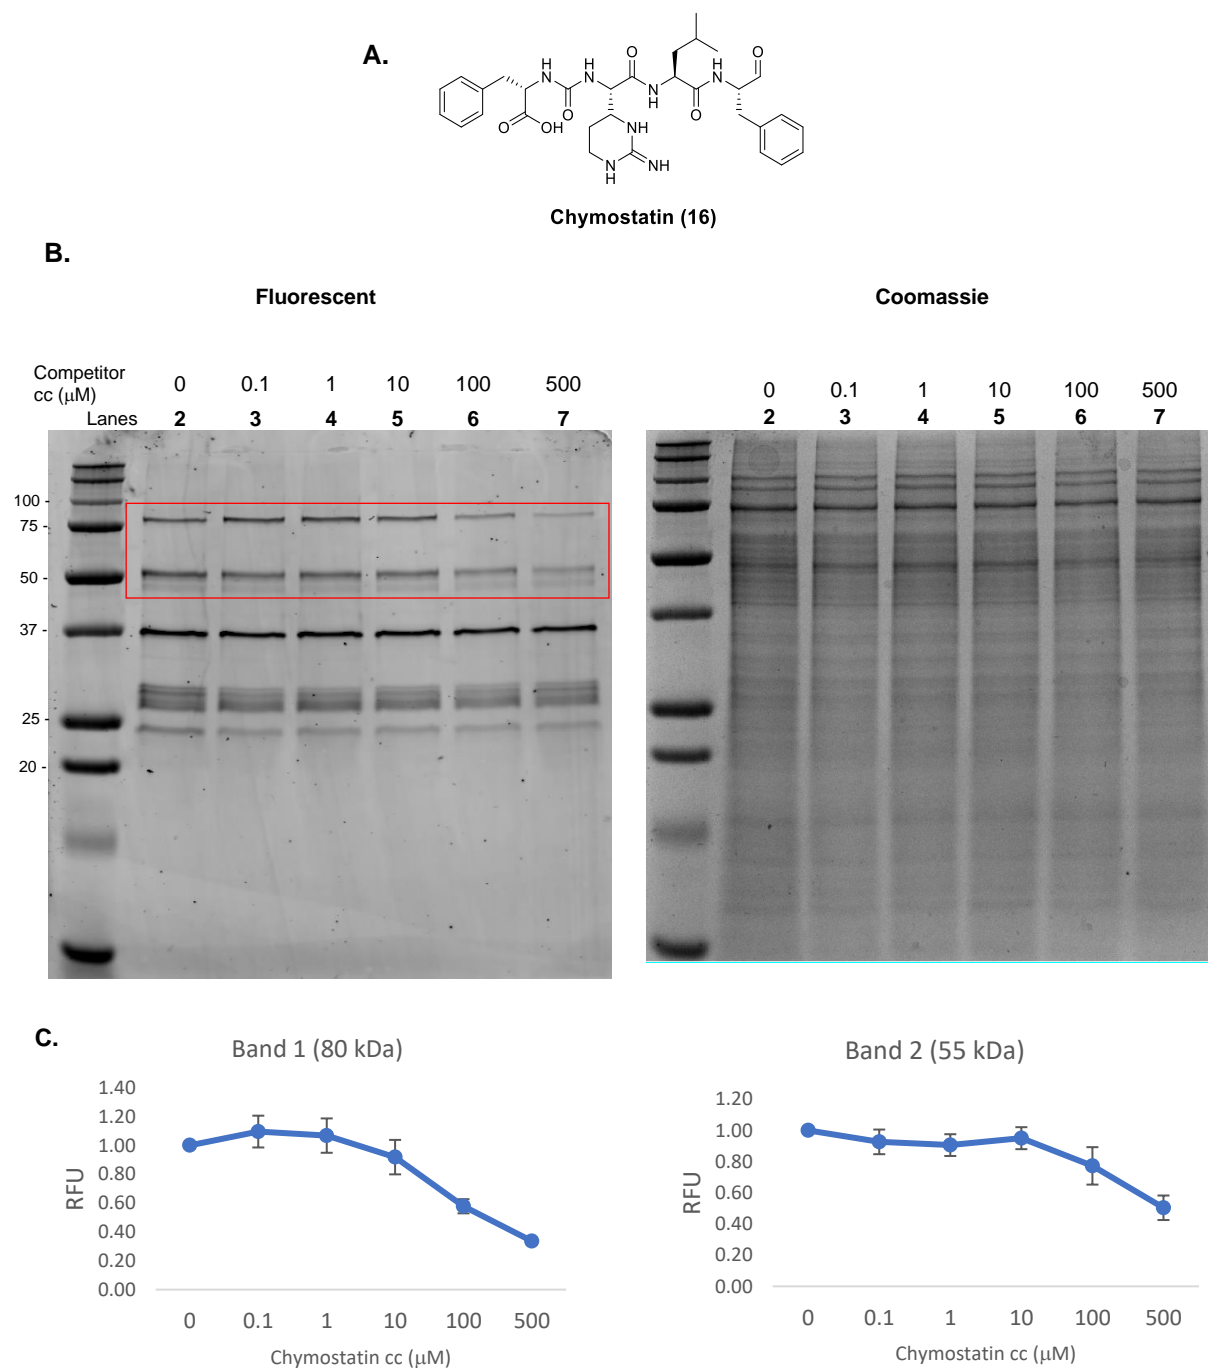 A.
O
O
H
N
H
N
H
N
O
N
H
O
O
OH
NH
N
H
NH
Chymostatin (16)
B.
Fluorescent
Coomassie
Competitor
cc (μM)
0 0.1 1 10 100 500
Lanes 2 3 4 5 6 7
0 0.1 1 10 100 500
2 3 4 5 6 7
100 -
75 -
50 -
37 -
25 -
20 -
C.
Band 1 (80 kDa)
1.40
1.20
1.00
0.80
0.60
0.40
0.20
0.00
RFU
0 0.1 1 10 100 500
Chymostatin cc (μM)
Band 2 (55 kDa)
1.20
1.00
0.80
0.60
0.40
0.20
0.00
RFU
0 0.1 1 10 100 500
Chymostatin cc (μM)